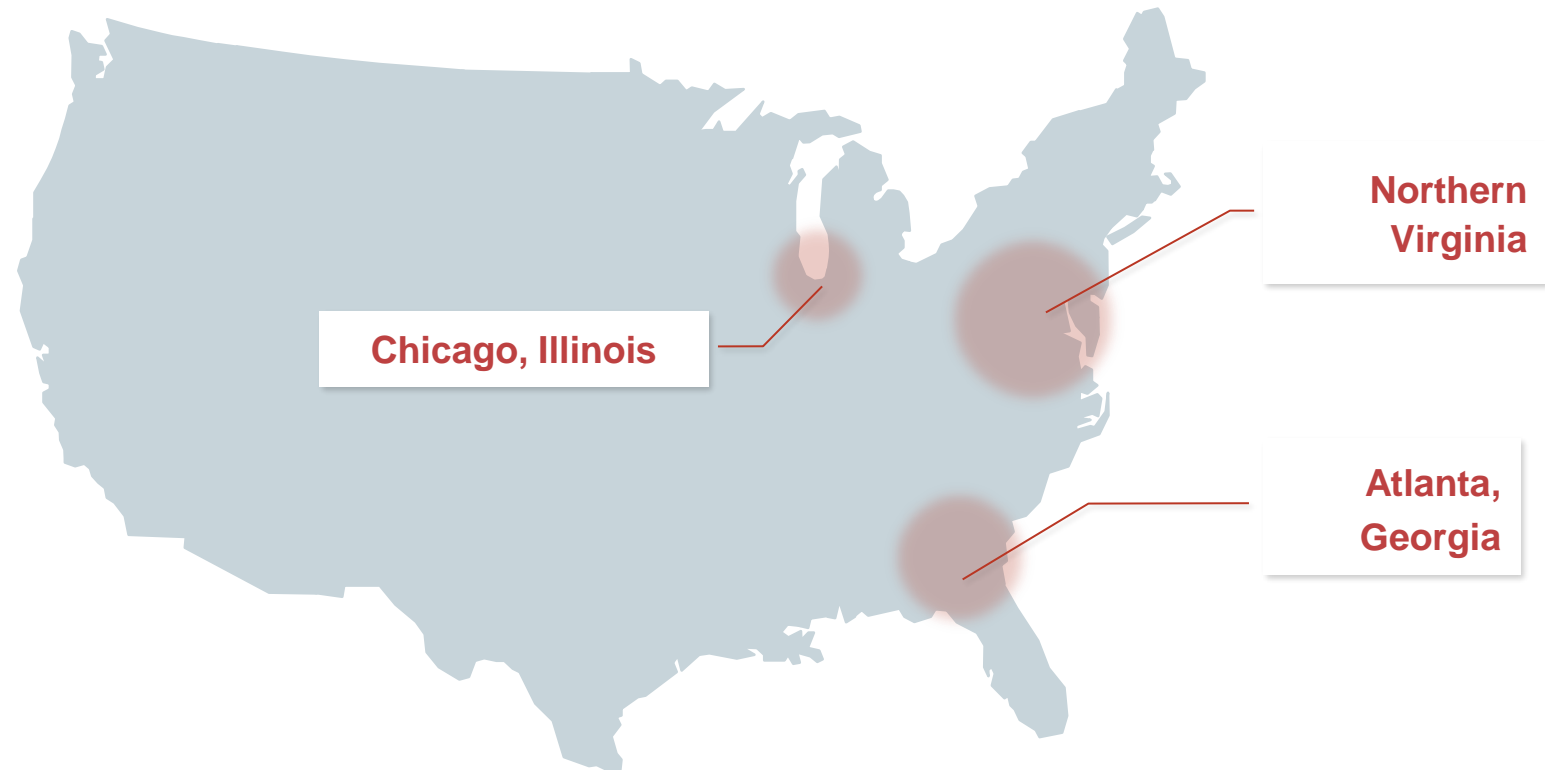 Northern
Virginia
Chicago, Illinois
Atlanta,
Georgia